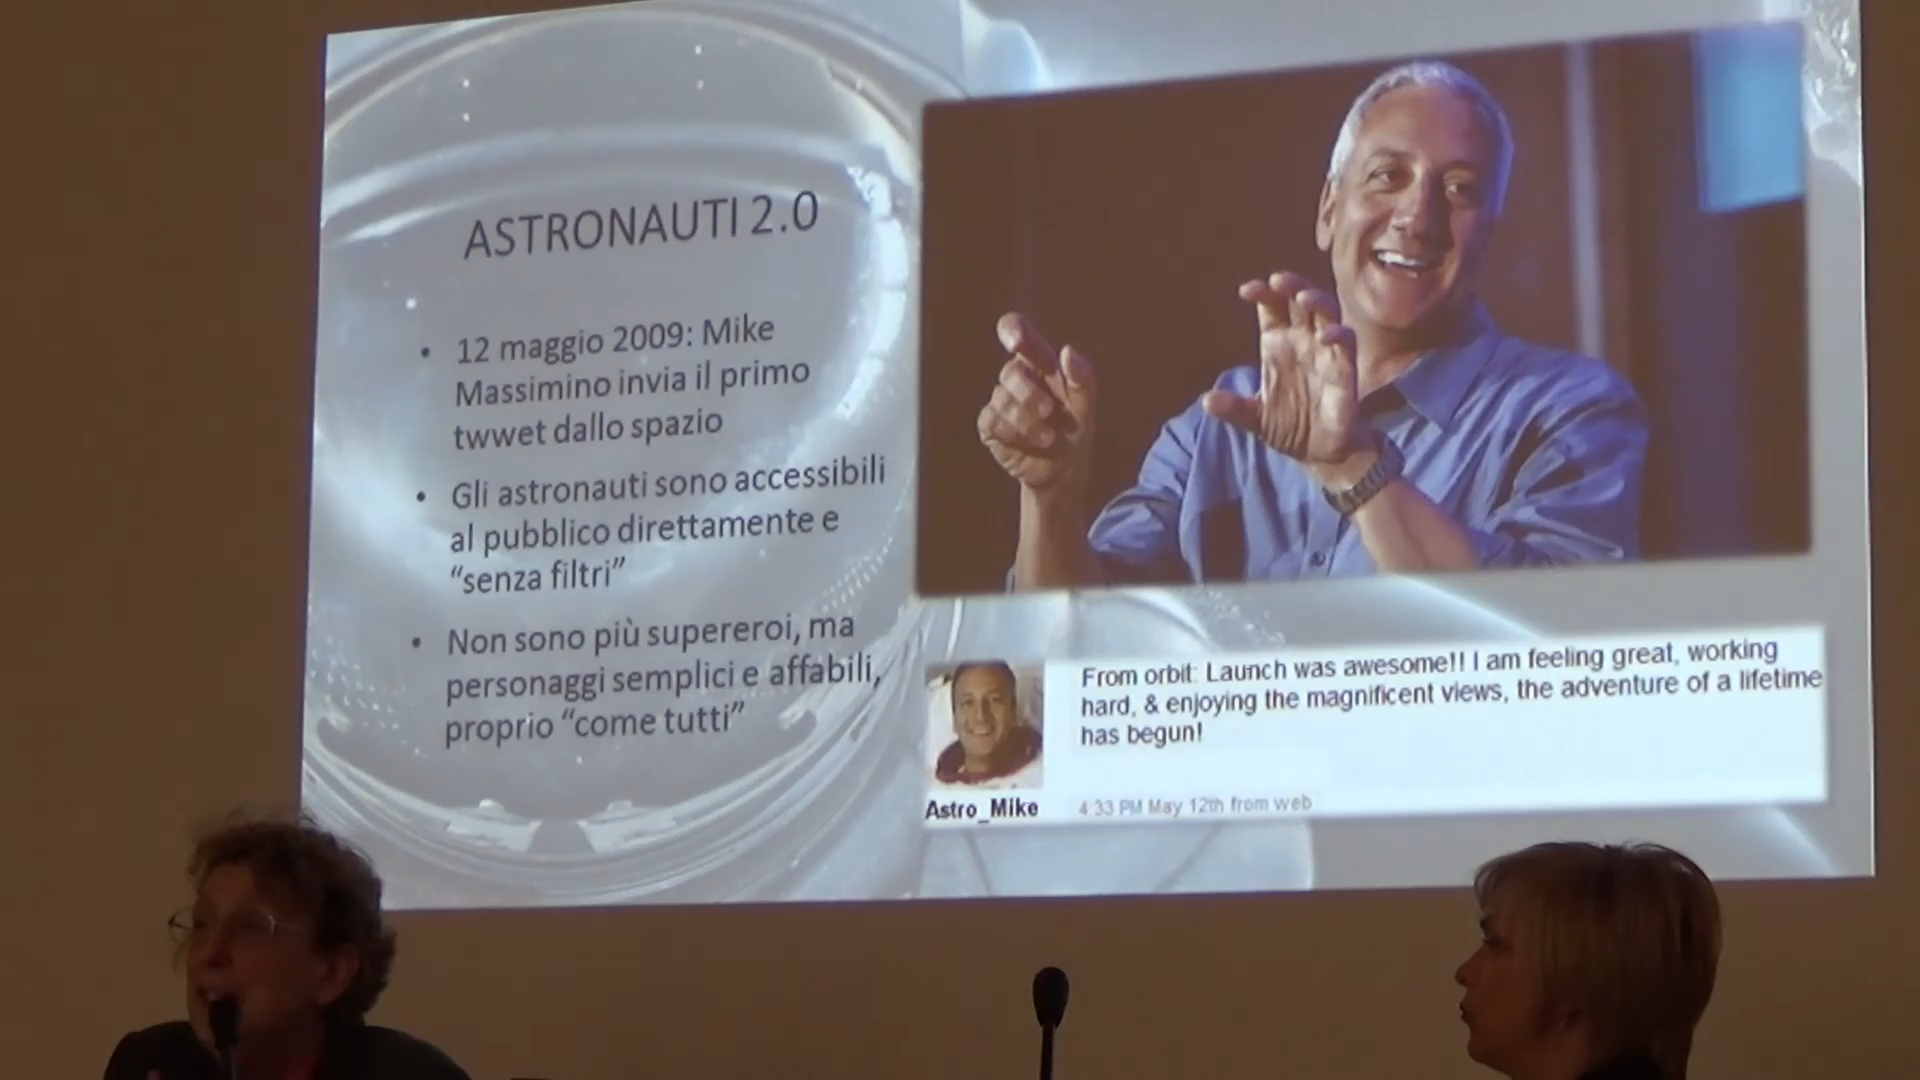 ASTRONAUTI 2.0
• 12 maggio 2009: Mike
Massimino invia il primo
twwet dallo spazio
• Gli astronauti sono accessibili
al pubblico direttamente e
“senza filtri”
• Non sono più supereroi, ma
personaggi semplici e affabili,
proprio “come tutti”
From orbit: Launch was awesome!! I am feeling great, working
hard, & enjoying the magnificent views, the adventure of a lifetime
has begun!
Astro_Mike
4:33 PM May 12th from web